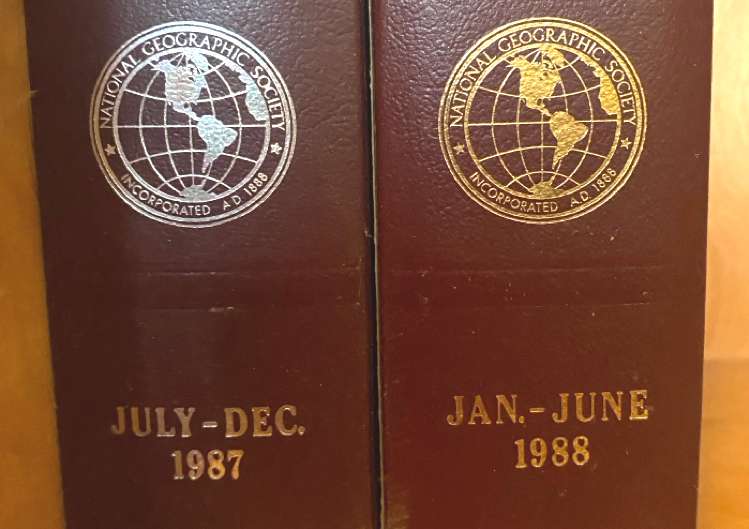 NATIONAL GEOGRAPHIC SOCIETY
INCORPORATED A.D. 1888
JULY-DEC.
1987
NATIONAL GEOGRAPHIC SOCIETY
INCORPORATED A.D. 1888
JAN.-JUNE
1988